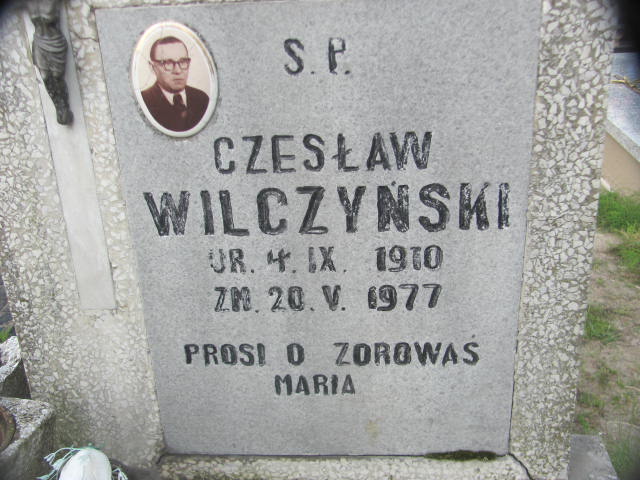 S. P.
CZESŁAW
WILCZYŃSKI
UR. 4. IX. 1910
ZM. 20. V. 1977
PROSI O ZDROWAŚ
MARIA